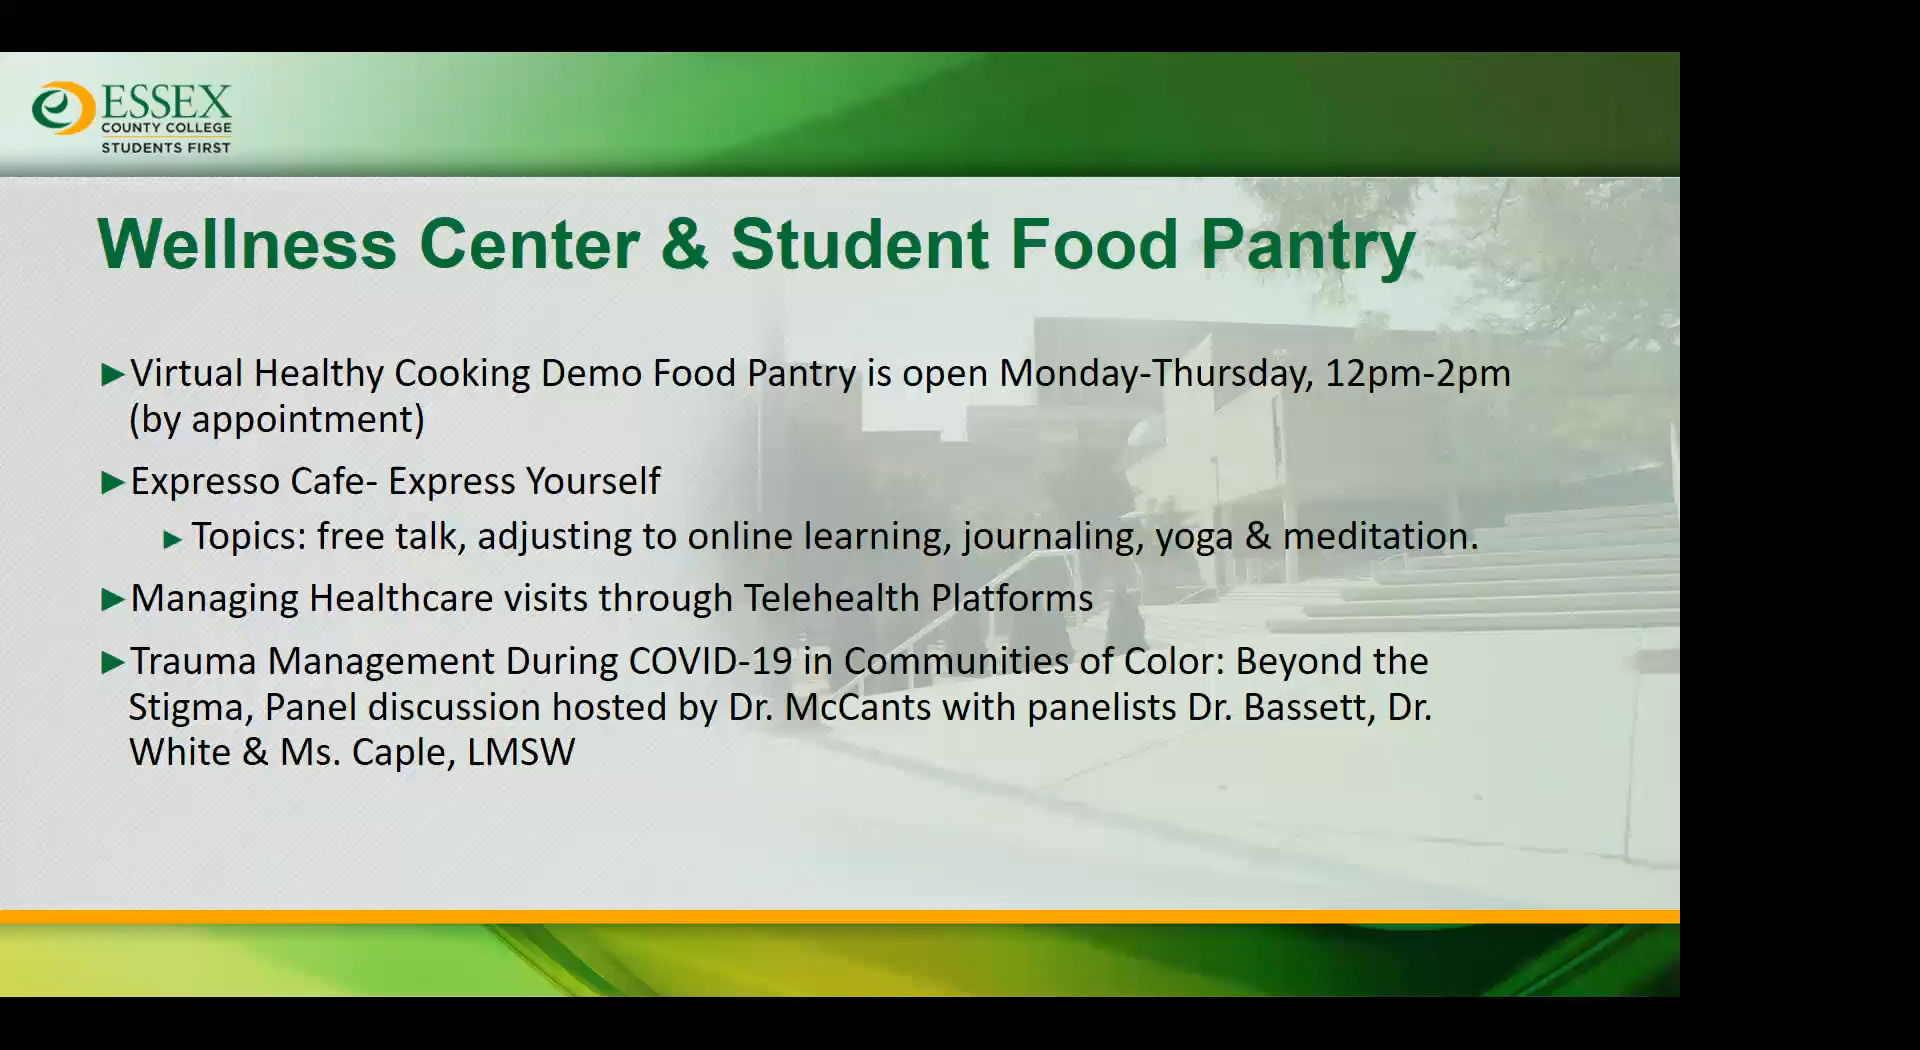 ESSEX
COUNTY COLLEGE
STUDENTS FIRST
Wellness Center & Student Food Pantry
Virtual Healthy Cooking Demo Food Pantry is open Monday-Thursday, 12pm-2pm
(by appointment)
Expresso Cafe- Express Yourself
Topics: free talk, adjusting to online learning, journaling, yoga & meditation.
Managing Healthcare visits through Telehealth Platforms
Trauma Management During COVID-19 in Communities of Color: Beyond the
Stigma, Panel discussion hosted by Dr. McCants with panelists Dr. Bassett, Dr.
White & Ms. Caple, LMSW